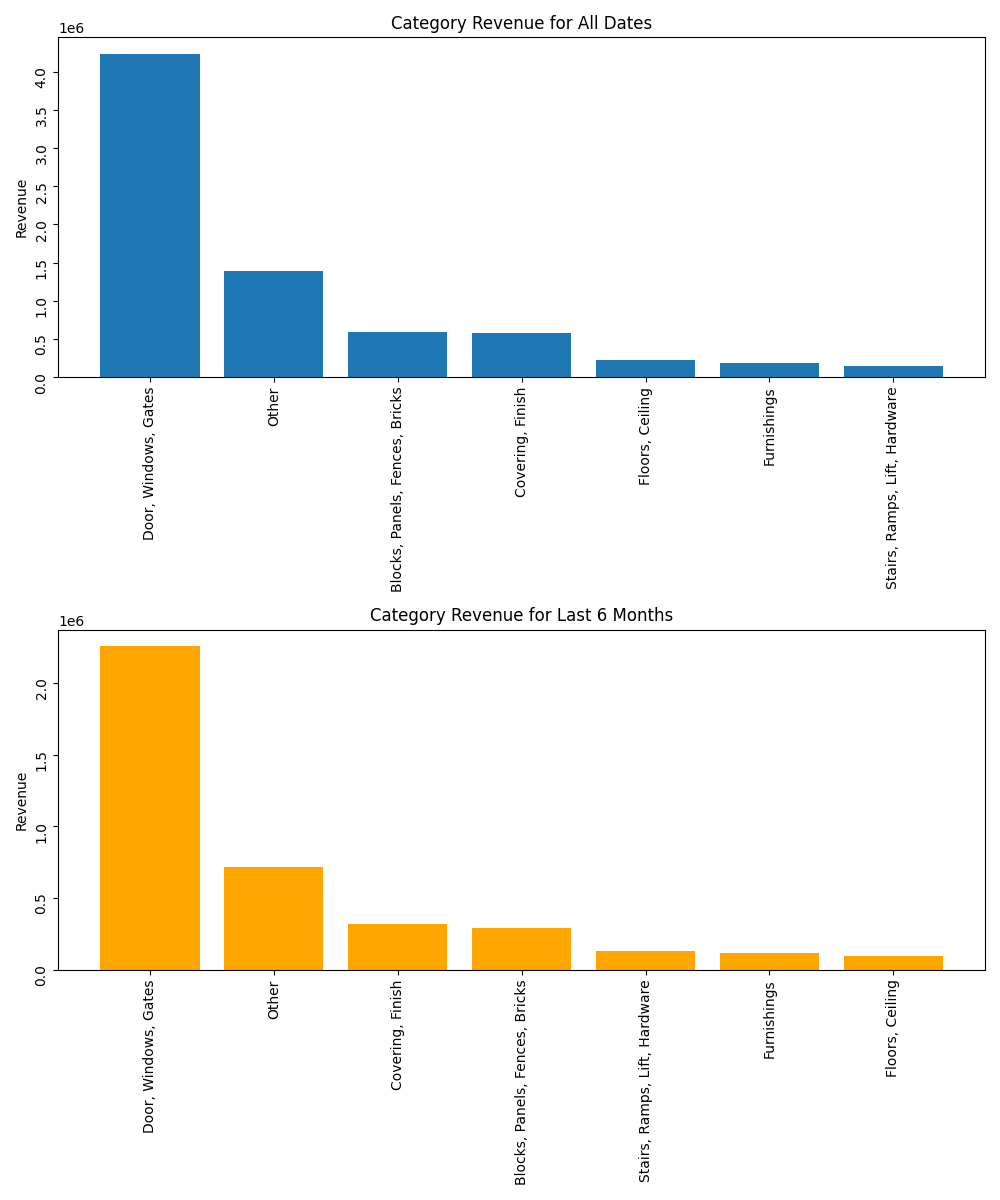 Category Revenue for All Dates
1e6
Revenue
4.0
3.5
3.0
2.5
2.0
1.5
1.0
0.5
0.0
Door, Windows, Gates
Other
Blocks, Panels, Fences, Bricks
Covering, Finish
Floors, Ceiling
Furnishings
Stairs, Ramps, Lift, Hardware
Category Revenue for Last 6 Months
1e6
Revenue
2.0
1.5
1.0
0.5
0.0
Door, Windows, Gates
Other
Covering, Finish
Blocks, Panels, Fences, Bricks
Stairs, Ramps, Lift, Hardware
Furnishings
Floors, Ceiling